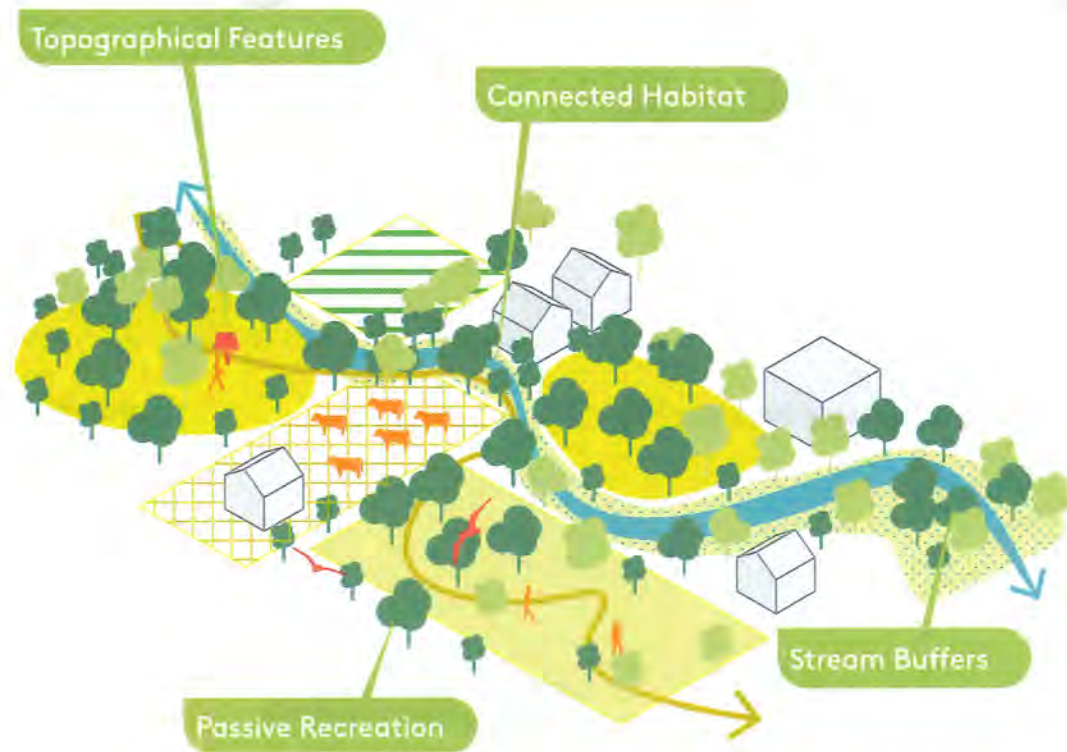 Topographical Features
Connected Habitat
Stream Buffers
Passive Recreation